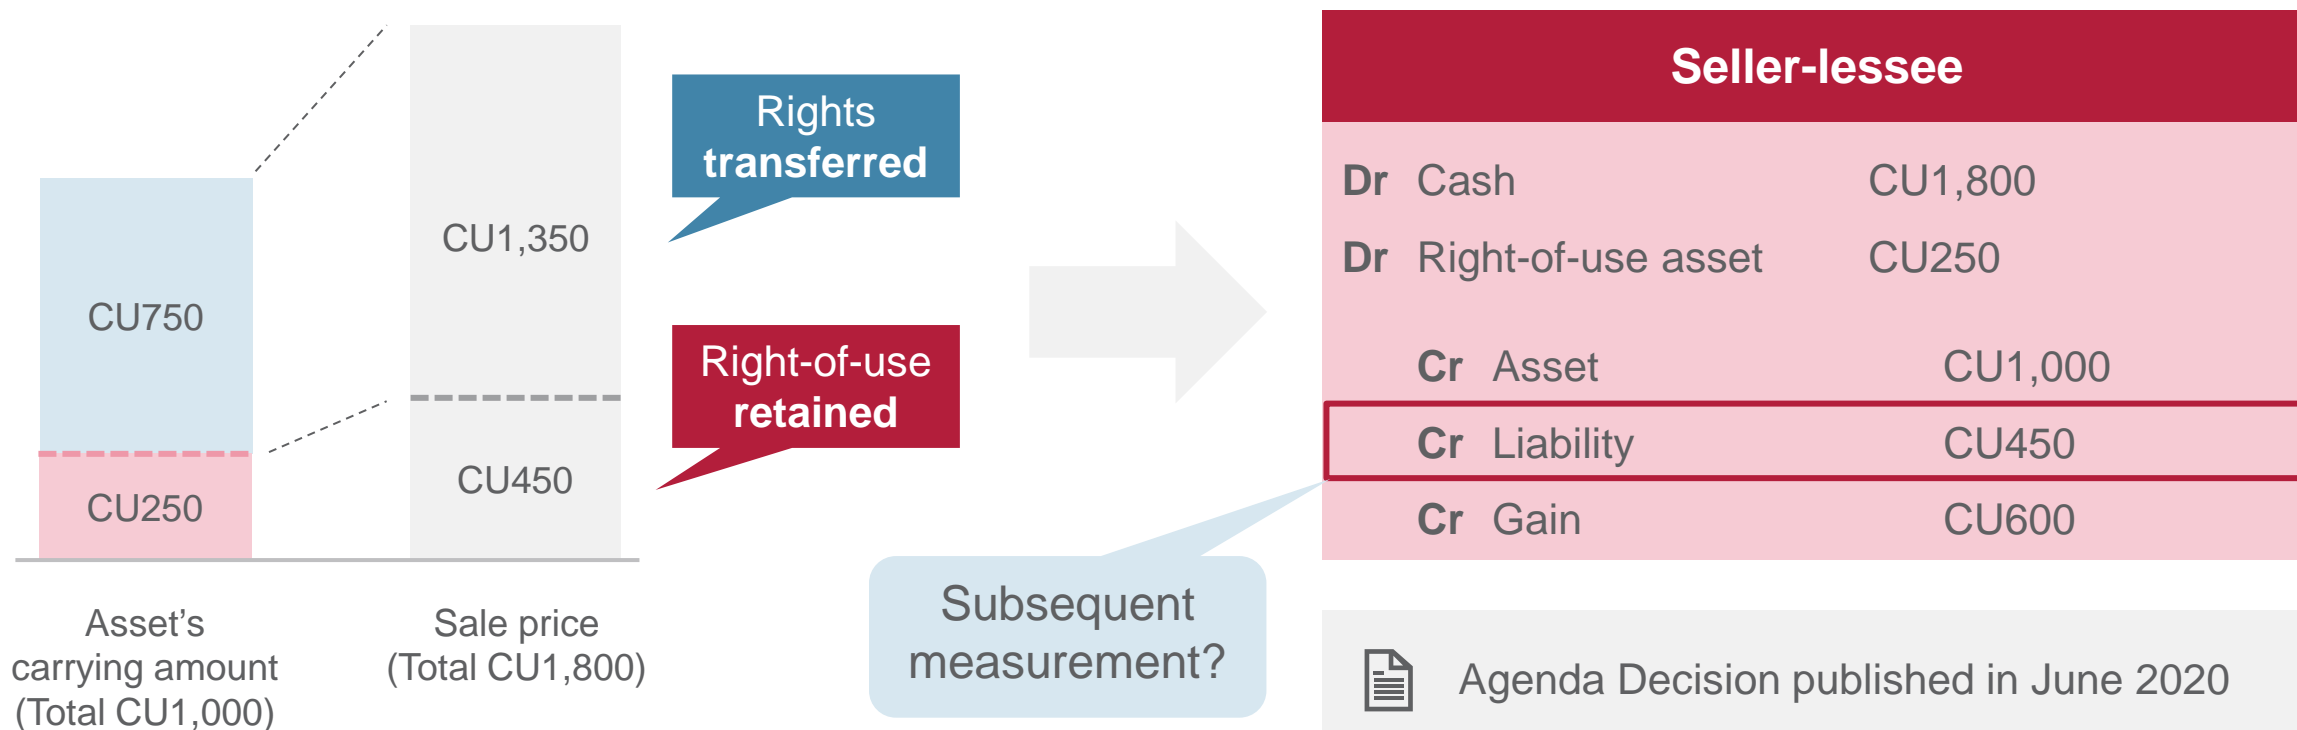 CU750
CU250
Asset's
carrying amount
(Total CU1,000)
CU1,350
CU450
Sale price
(Total CU1,800)
Rights
transferred
Right-of-use
retained
Seller-lessee
Dr Cash CU1,800
Dr Right-of-use asset CU250
Cr Asset CU1,000
Cr Liability CU450
Cr Gain CU600
Subsequent
measurement?
Agenda Decision published in June 2020